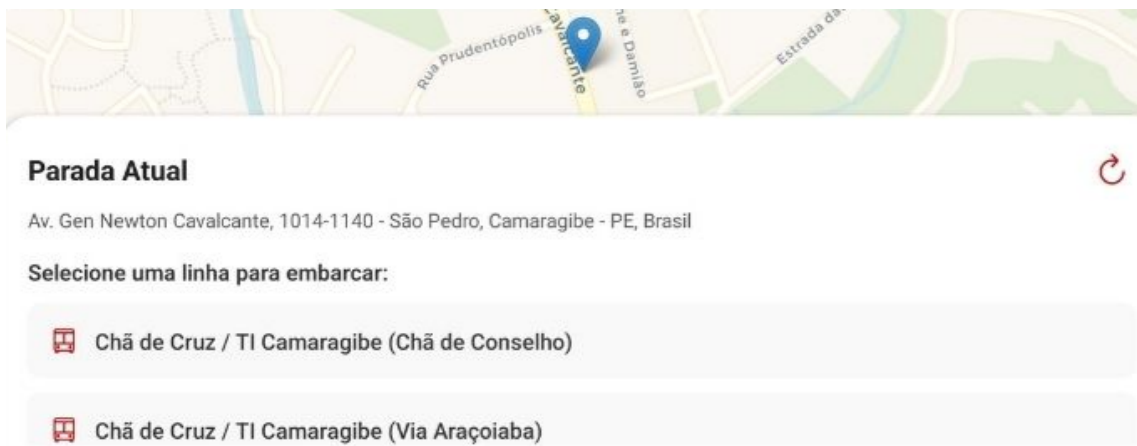 Rua Prudentópolis
Cavalcante
e Damião
Estrada da
Parada Atual
Av. Gen Newton Cavalcante, 1014-1140 - São Pedro, Camaragibe - PE, Brasil
Selecione uma linha para embarcar:
Chã de Cruz / TI Camaragibe (Chã de Conselho)
Chã de Cruz / TI Camaragibe (Via Araçoiaba)